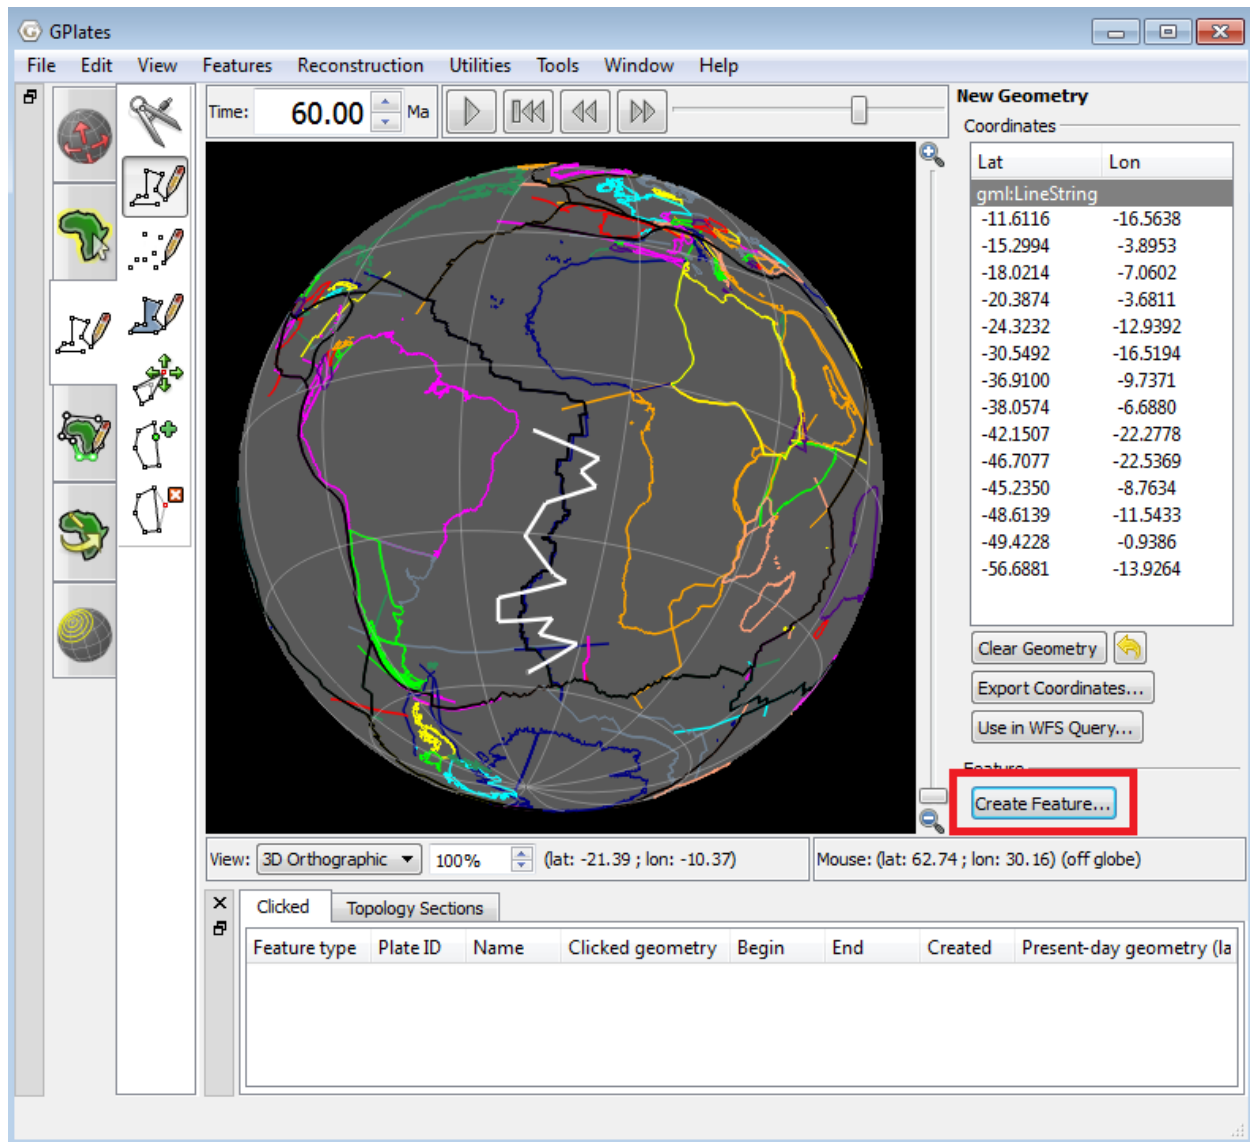 GPlates
File Edit View Features Reconstruction Utilities Tools Window Help
Time: 60.00 Ma
New Geometry
Coordinates
Lat Lon
gml:LineString
-11.6116 -16.5638
-15.2994 -3.8953
-18.0214 -7.0602
-20.3874 -3.6811
-24.3232 -12.9392
-30.5492 -16.5194
-36.9100 -9.7371
-38.0574 -6.6880
-42.1507 -22.2778
-46.7077 -22.5369
-45.2350 -8.7634
-48.6139 -11.5433
-49.4228 -0.9386
-56.6881 -13.9264
Clear Geometry
Export Coordinates...
Use in WFS Query...
Feature
Create Feature...
View: 3D Orthographic 100% (lat: -21.39 ; lon: -10.37) Mouse: (lat: 62.74 ; lon: 30.16) (off globe)
Clicked Topology Sections
Feature type Plate ID Name Clicked geometry Begin End Created Present-day geometry (la